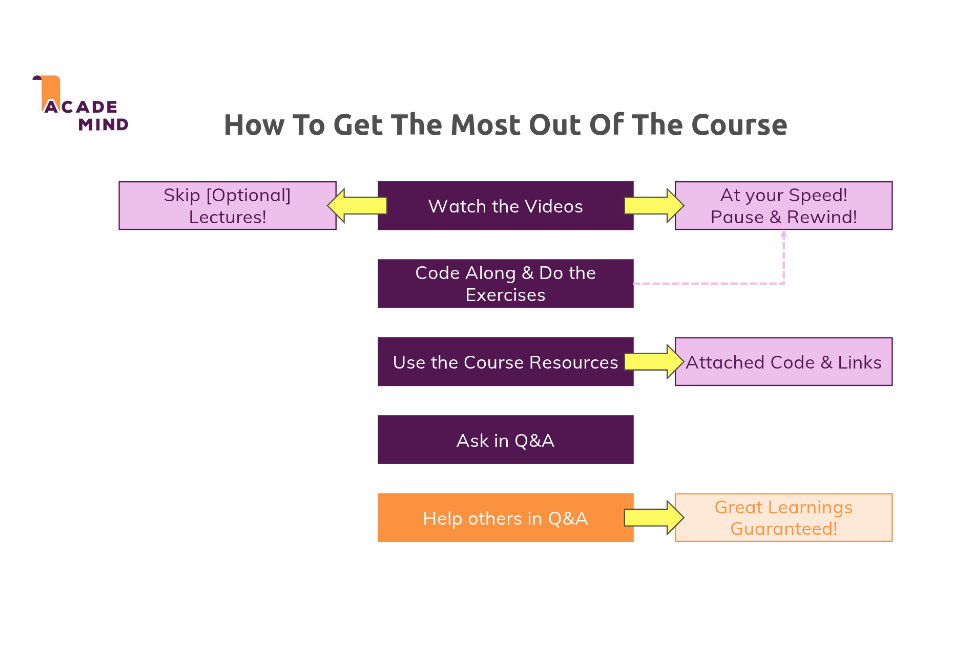 ACADE
MIND
How To Get The Most Out Of The Course
Skip [Optional]
Lectures!
Watch the Videos
At your Speed!
Pause & Rewind!
Code Along & Do the
Exercises
Use the Course Resources
Attached Code & Links
Ask in Q&A
Help others in Q&A
Great Learnings
Guaranteed!